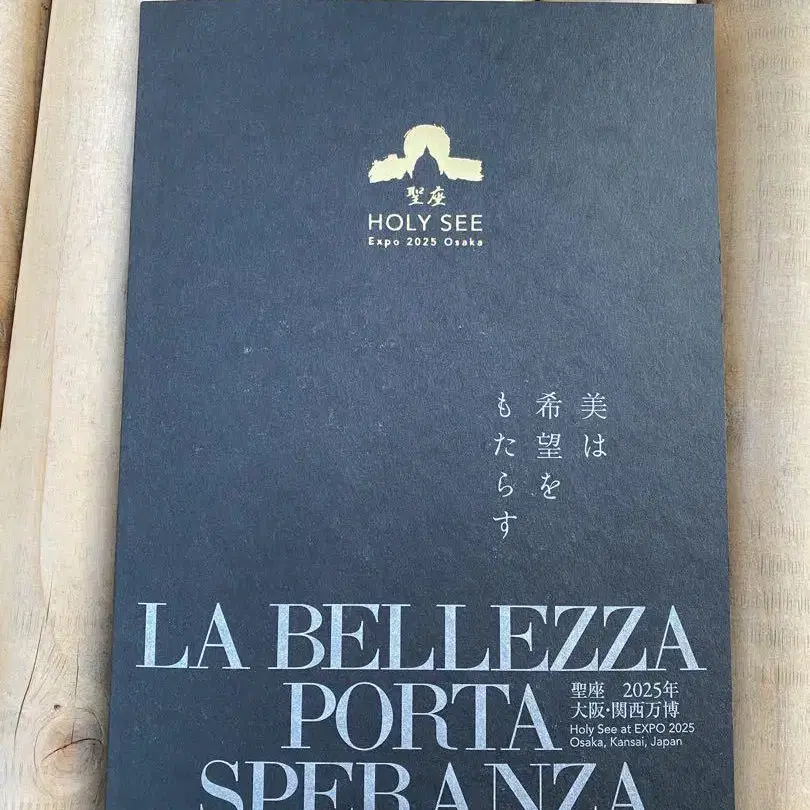 聖座
HOLY SEE
Expo 2025 Osaka
美は
希望を
もたらす
LA BELLEZZA
PORTA
聖座 2025年
大阪・関西万博
Holy See at EXPO 2025
Osaka, Kansai, Japan
SPERANZA